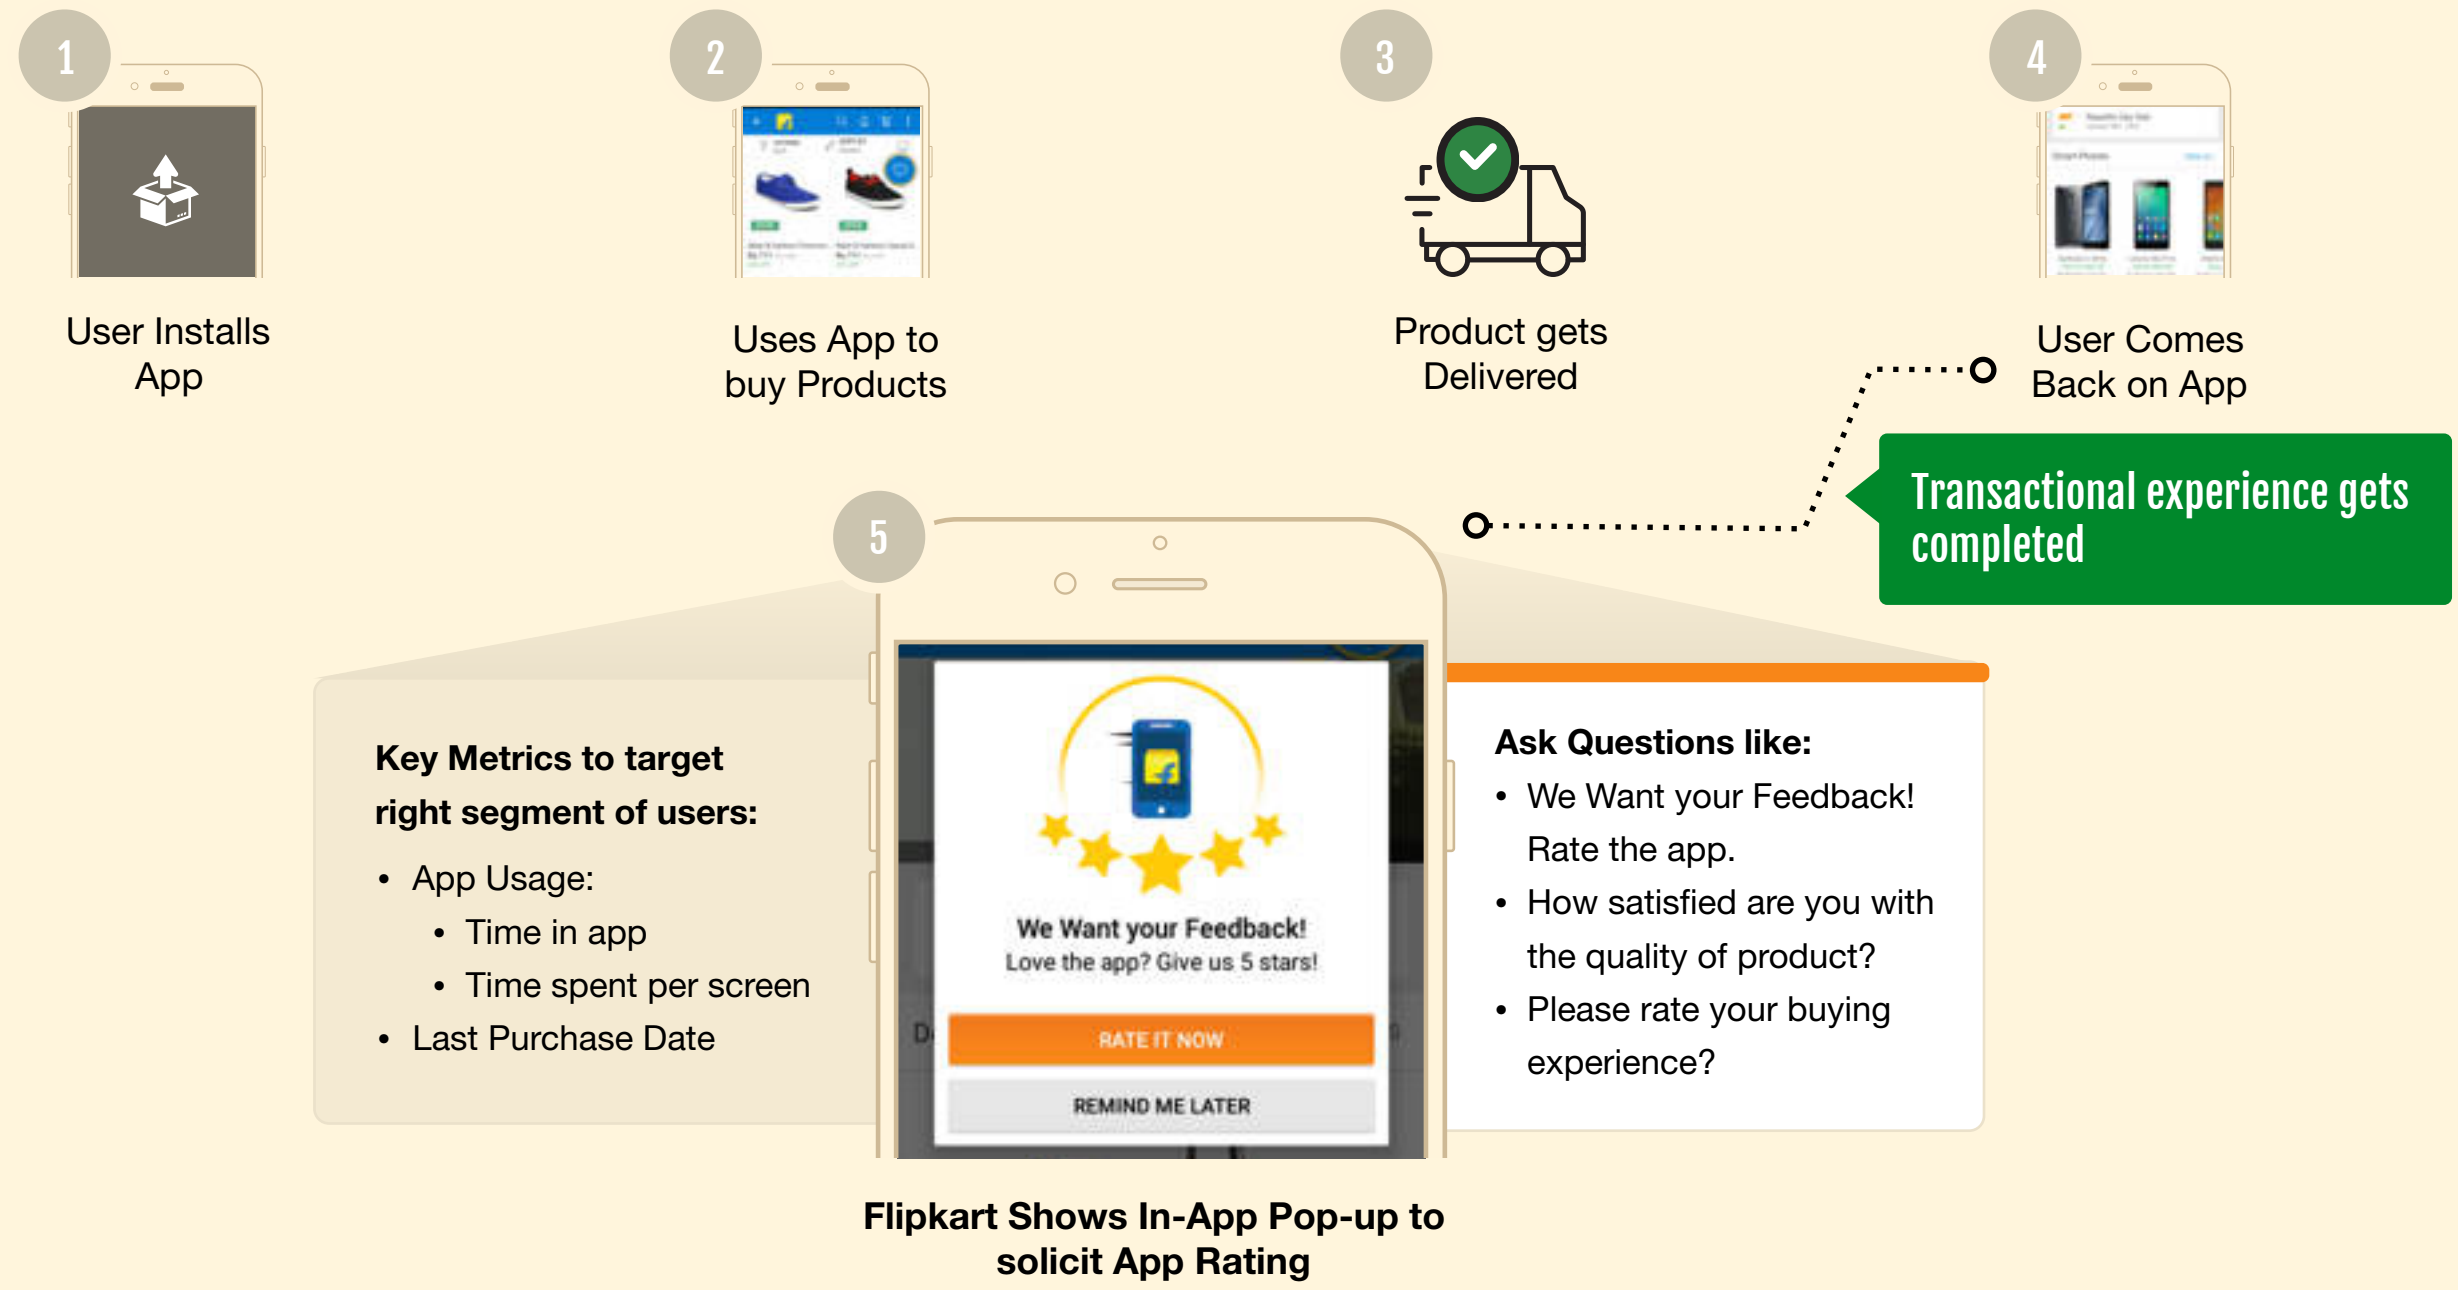 1
2
3
4
User Installs
App
Uses App to
buy Products
Product gets
Delivered
User Comes
Back on App
Transactional experience gets
completed
5
Key Metrics to target
right segment of users:
• App Usage:
• Time in app
• Time spent per screen
• Last Purchase Date
We Want your Feedback!
Love the app? Give us 5 stars!
RATE IT NOW
REMIND ME LATER
Ask Questions like:
• We Want your Feedback!
Rate the app.
• How satisfied are you with
the quality of product?
• Please rate your buying
experience?
Flipkart Shows In-App Pop-up to
solicit App Rating